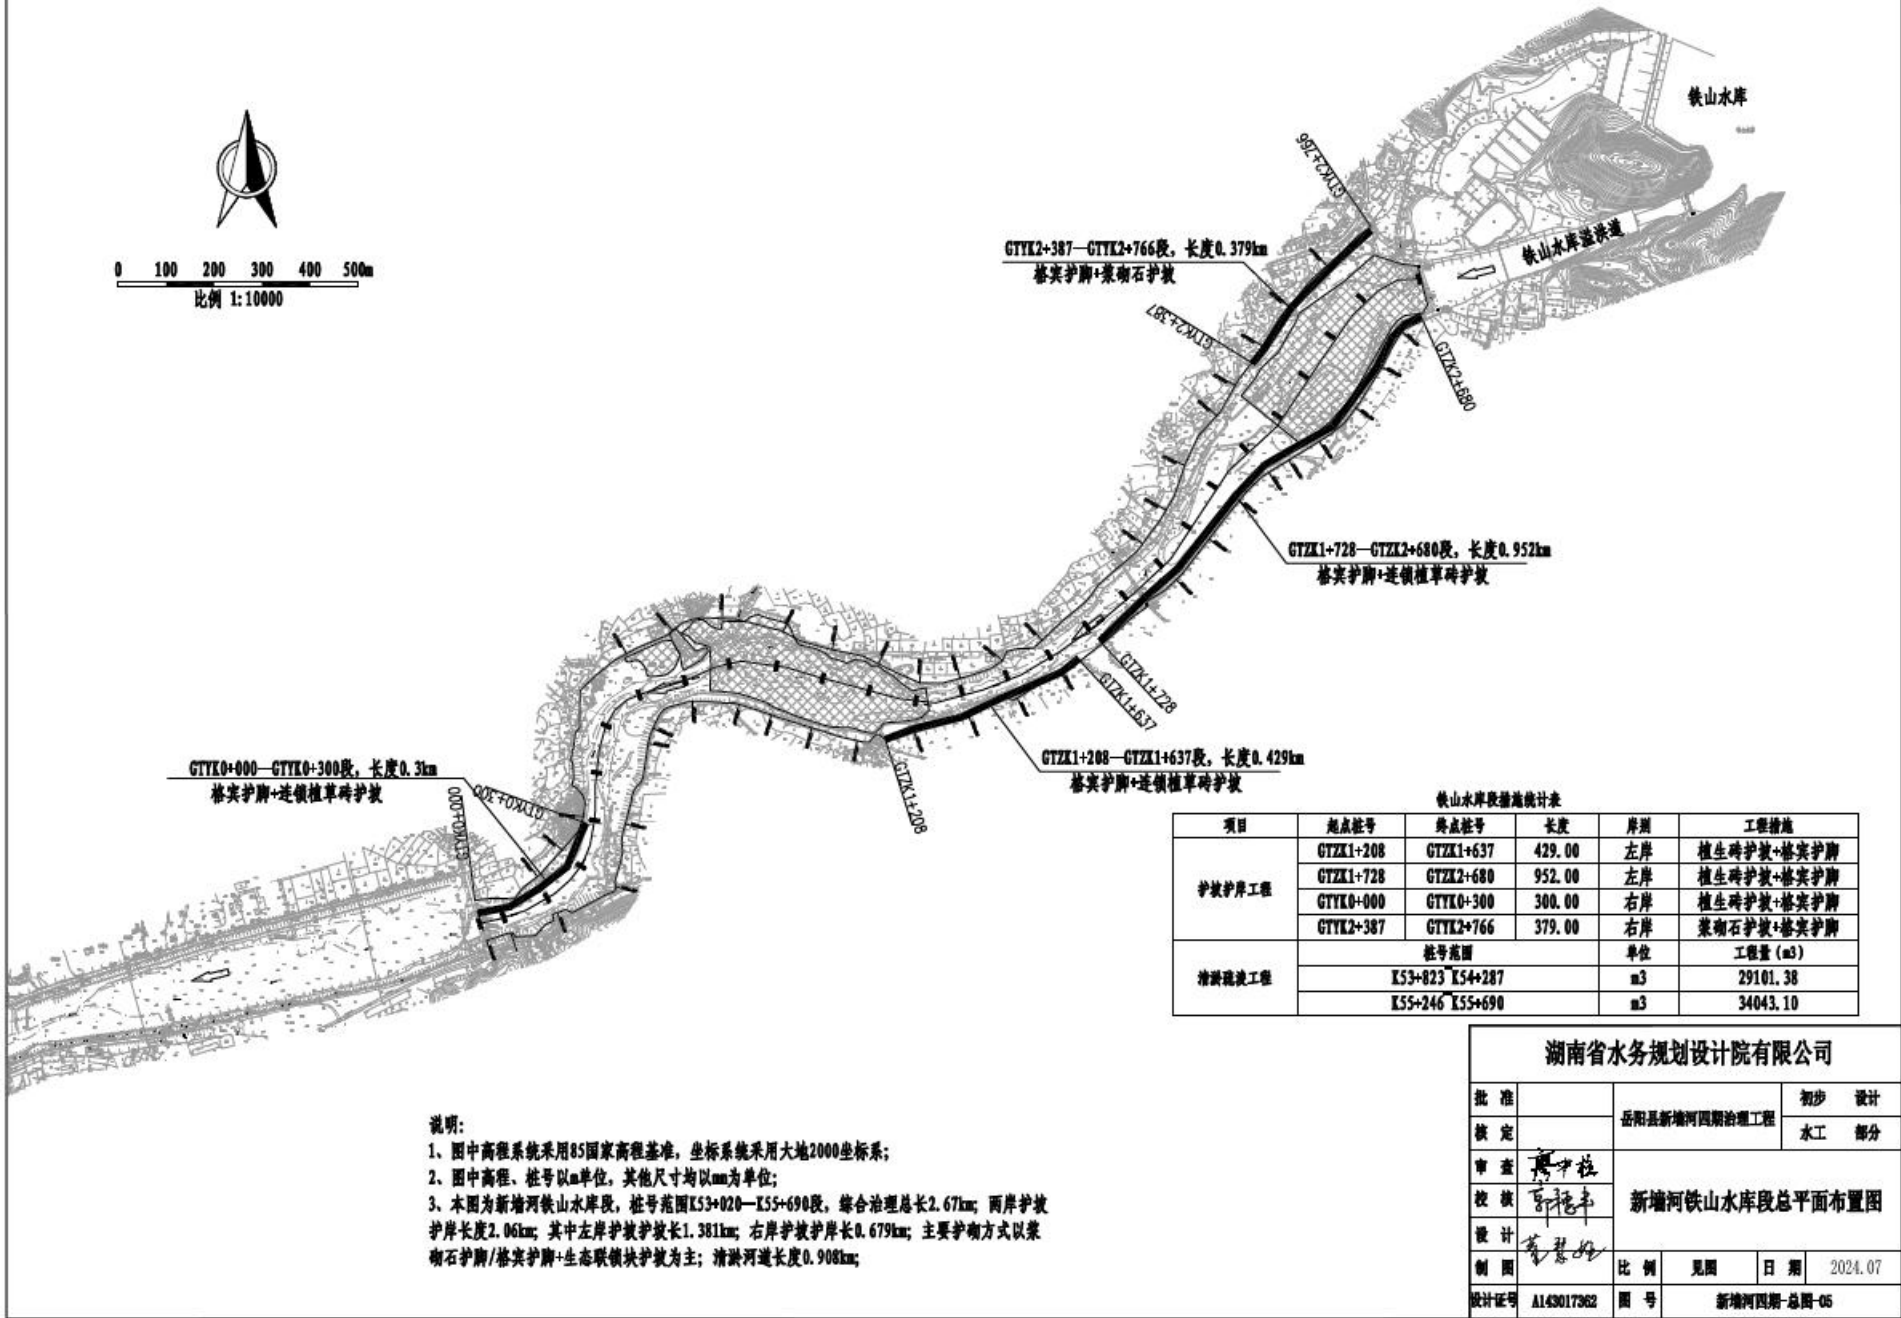 铁山水库
GTYK2+766
GTYK2+387—GTYK2+766段，长度0.379km
格宾护脚+浆砌石护坡
铁山水库溢洪道
0 100 200 300 400 500m
比例 1:10000
GTYK2+387
GTZK2+680
GTZK1+728—GTZK2+680段，长度0.952km
格宾护脚+连锁植草砖护坡
GTZK1+728
GTZK1+637
GTZK1+208—GTZK1+637段，长度0.429km
格宾护脚+连锁植草砖护坡
GTYK0+000—GTYK0+300段，长度0.3km
格宾护脚+连锁植草砖护坡
GTYK0+300
GTYK0+000
GTZK1+208
铁山水库段措施统计表
项目 起点桩号 终点桩号 长度 岸别 工程措施
护坡护岸工程 GTZK1+208 GTZK1+637 429.00 左岸 植生砖护坡+格宾护脚
GTZK1+728 GTZK2+680 952.00 左岸 植生砖护坡+格宾护脚
GTYK0+000 GTYK0+300 300.00 右岸 植生砖护坡+格宾护脚
GTYK2+387 GTYK2+766 379.00 右岸 浆砌石护坡+格宾护脚
清淤疏浚工程 桩号范围 单位 工程量(m3)
K53+823~K54+287 m3 29101.38
K55+246~K55+690 m3 34043.10
说明：
1、图中高程系统采用85国家高程基准，坐标系统采用大地2000坐标系；
2、图中高程、桩号以m单位，其他尺寸均以mm为单位；
3、本图为新墙河铁山水库段，桩号范围K53+020—K55+690段，综合治理总长2.67km；两岸护坡
护岸长度2.06km；其中左岸护坡护坡长1.381km；右岸护坡护岸长0.679km；主要护砌方式以浆
砌石护脚/格宾护脚+生态联锁块护坡为主；清淤河道长度0.908km；
湖南省水务规划设计院有限公司
批 准 岳阳县新墙河四期治理工程 初步 设计
核 定 水工 部分
审 查 新墙河铁山水库段总平面布置图
校 核
设 计
制 图 比 例 见图 日 期 2024.07
设计证号 A143017362 图 号 新墙河四期-总图-05